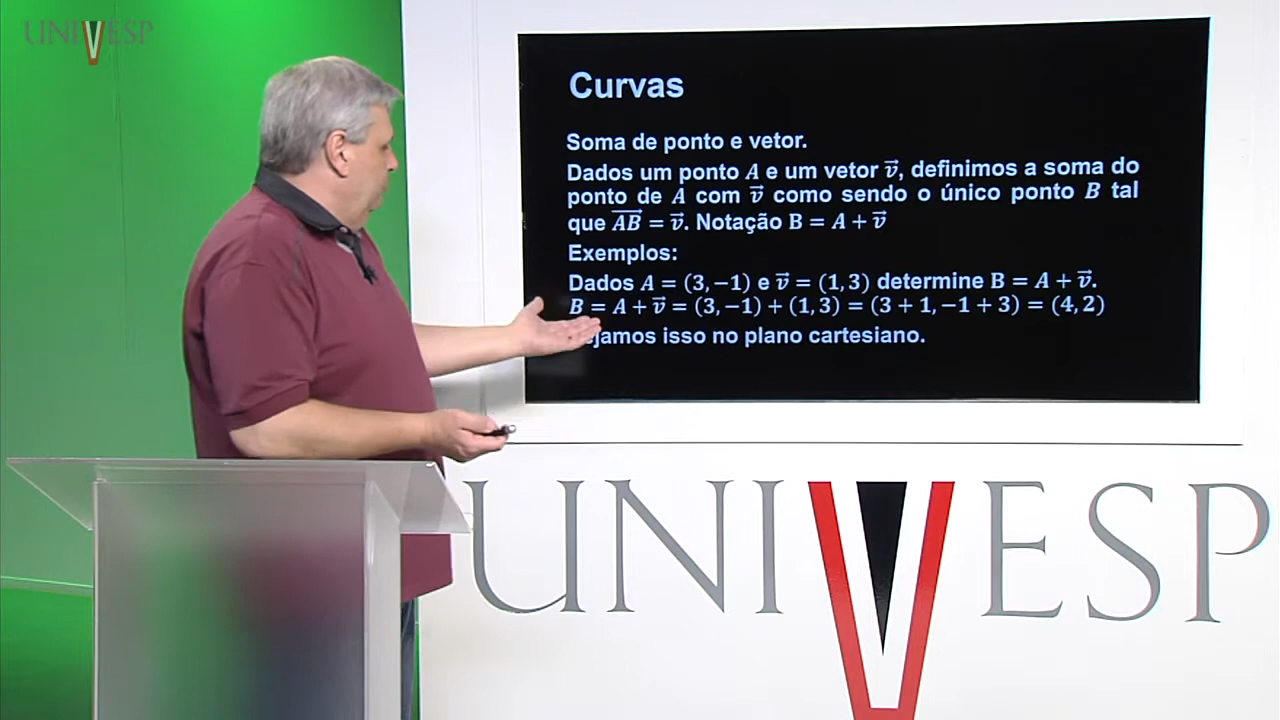 UNIVESP
Curvas
Soma de ponto e vetor.
Dados um ponto A e um vetor v⃗, definimos a soma do
ponto de A com v⃗ como sendo o único ponto B tal
que A͞B⃗ = v⃗. Notação B = A + v⃗
Exemplos:
Dados A = (3, −1) e v⃗ = (1, 3) determine B = A + v⃗.
B = A + v⃗ = (3, −1) + (1, 3) = (3 + 1, −1 + 3) = (4, 2)
ejamos isso no plano cartesiano.
UNIVESP